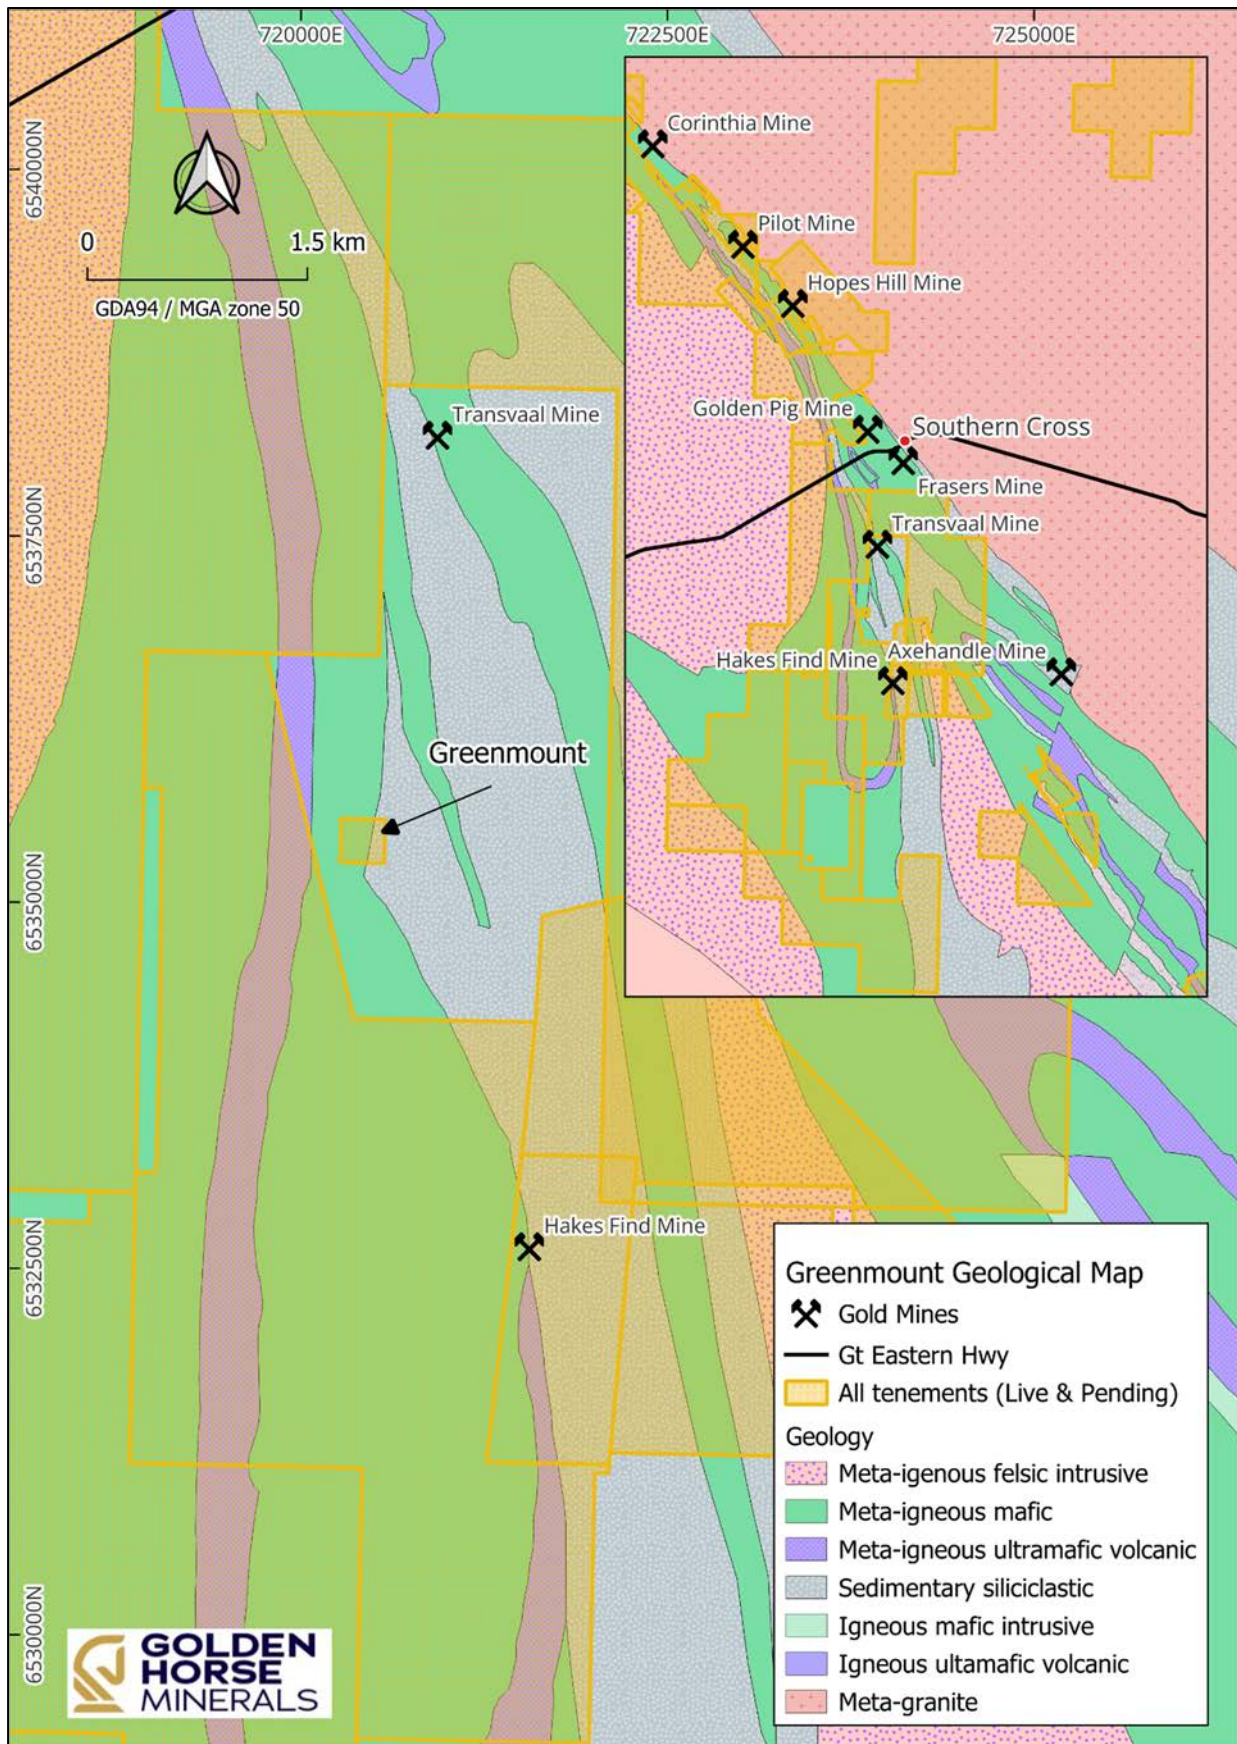 720000E
722500E
725000E
6540000N
0
1.5 km
GDA94 / MGA zone 50
Corinthia Mine
Pilot Mine
Hopes Hill Mine
Golden Pig Mine
Southern Cross
Frasers Mine
Transvaal Mine
Axehandle Mine
Hakes Find Mine
Transvaal Mine
6537500N
Greenmount
6535000N
Hakes Find Mine
6532500N
6530000N
Greenmount Geological Map
Gold Mines
Gt Eastern Hwy
All tenements (Live & Pending)
Geology
Meta-igenous felsic intrusive
Meta-igneous mafic
Meta-igneous ultramafic volcanic
Sedimentary siliciclastic
Igneous mafic intrusive
Igneous ultamafic volcanic
Meta-granite
GOLDEN
HORSE
MINERALS